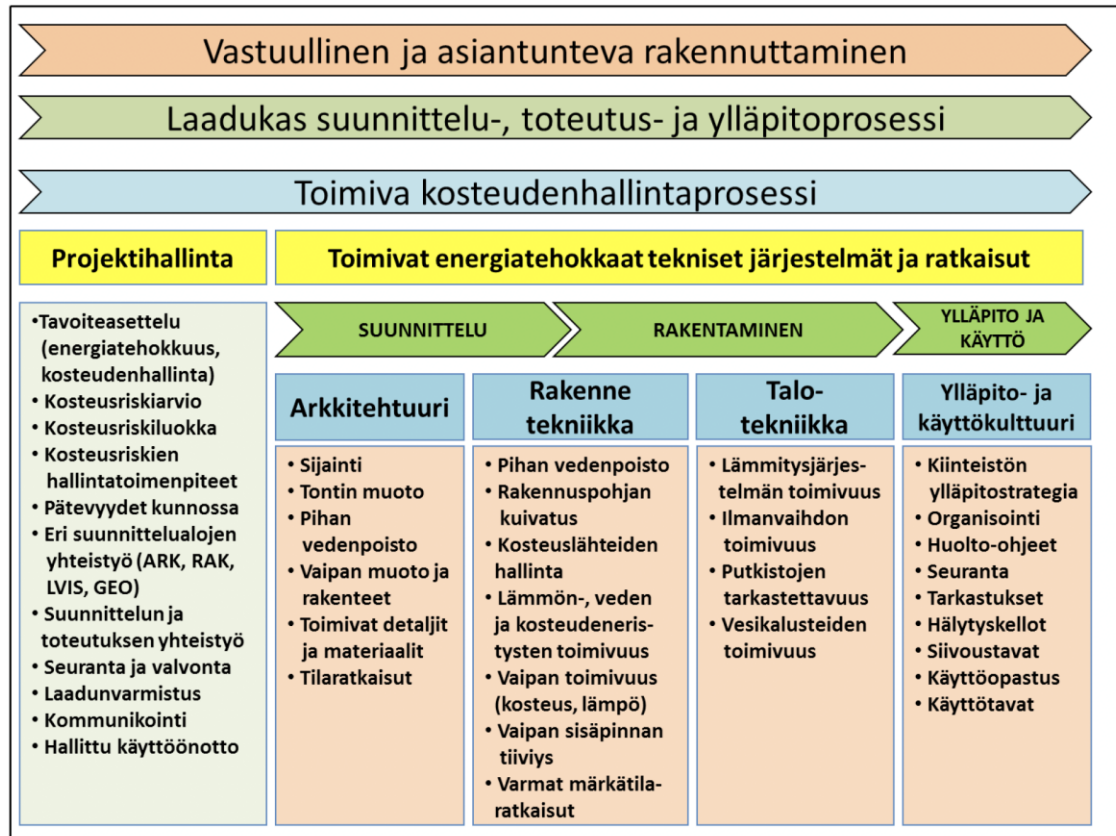 Vastuullinen ja asiantunteva rakennuttaminen
Laadukas suunnittelu-, toteutus- ja ylläpitoprosessi
Toimiva kosteudenhallintaprosessi
Projektihallinta
•Tavoiteasettelu
(energiatehokkuus,
kosteudenhallinta)
• Kosteusriskiarvio
• Kosteusriskiluokka
• Kosteusriskien
hallintatoimenpiteet
• Pätevyydet kunnossa
• Eri suunnittelualojen
yhteistyö (ARK, RAK,
LVIS, GEO)
• Suunnittelun ja
toteutuksen yhteistyö
• Seuranta ja valvonta
• Laadunvarmistus
• Kommunikointi
• Hallittu käyttöönotto
Toimivat energiatehokkaat tekniset järjestelmät ja ratkaisut
SUUNNITTELU
RAKENTAMINEN
YLLÄPITO JA
KÄYTTÖ
Arkkitehtuuri
• Sijainti
• Tontin muoto
• Pihan
vedenpoisto
• Vaipan muoto ja
rakenteet
• Toimivat detaljit
ja materiaalit
• Tilaratkaisut
Rakenne
tekniikka
• Pihan vedenpoisto
• Rakennuspohjan
kuivatus
• Kosteuslähteiden
hallinta
• Lämmön-, veden
ja kosteudeneris-
tysten toimivuus
• Vaipan toimivuus
(kosteus, lämpö)
• Vaipan sisäpinnan
tiiviys
• Varmat märkätila-
ratkaisut
Talo-
tekniikka
• Lämmitysjärjes-
telmän toimivuus
• Ilmanvaihdon
toimivuus
• Putkistojen
tarkastettavuus
• Vesikalusteiden
toimivuus
Ylläpito- ja
käyttökulttuuri
• Kiinteistön
ylläpitostrategia
• Organisointi
• Huolto-ohjeet
• Seuranta
• Tarkastukset
• Hälytyskellot
• Siivoustavat
• Käyttöopastus
• Käyttötavat